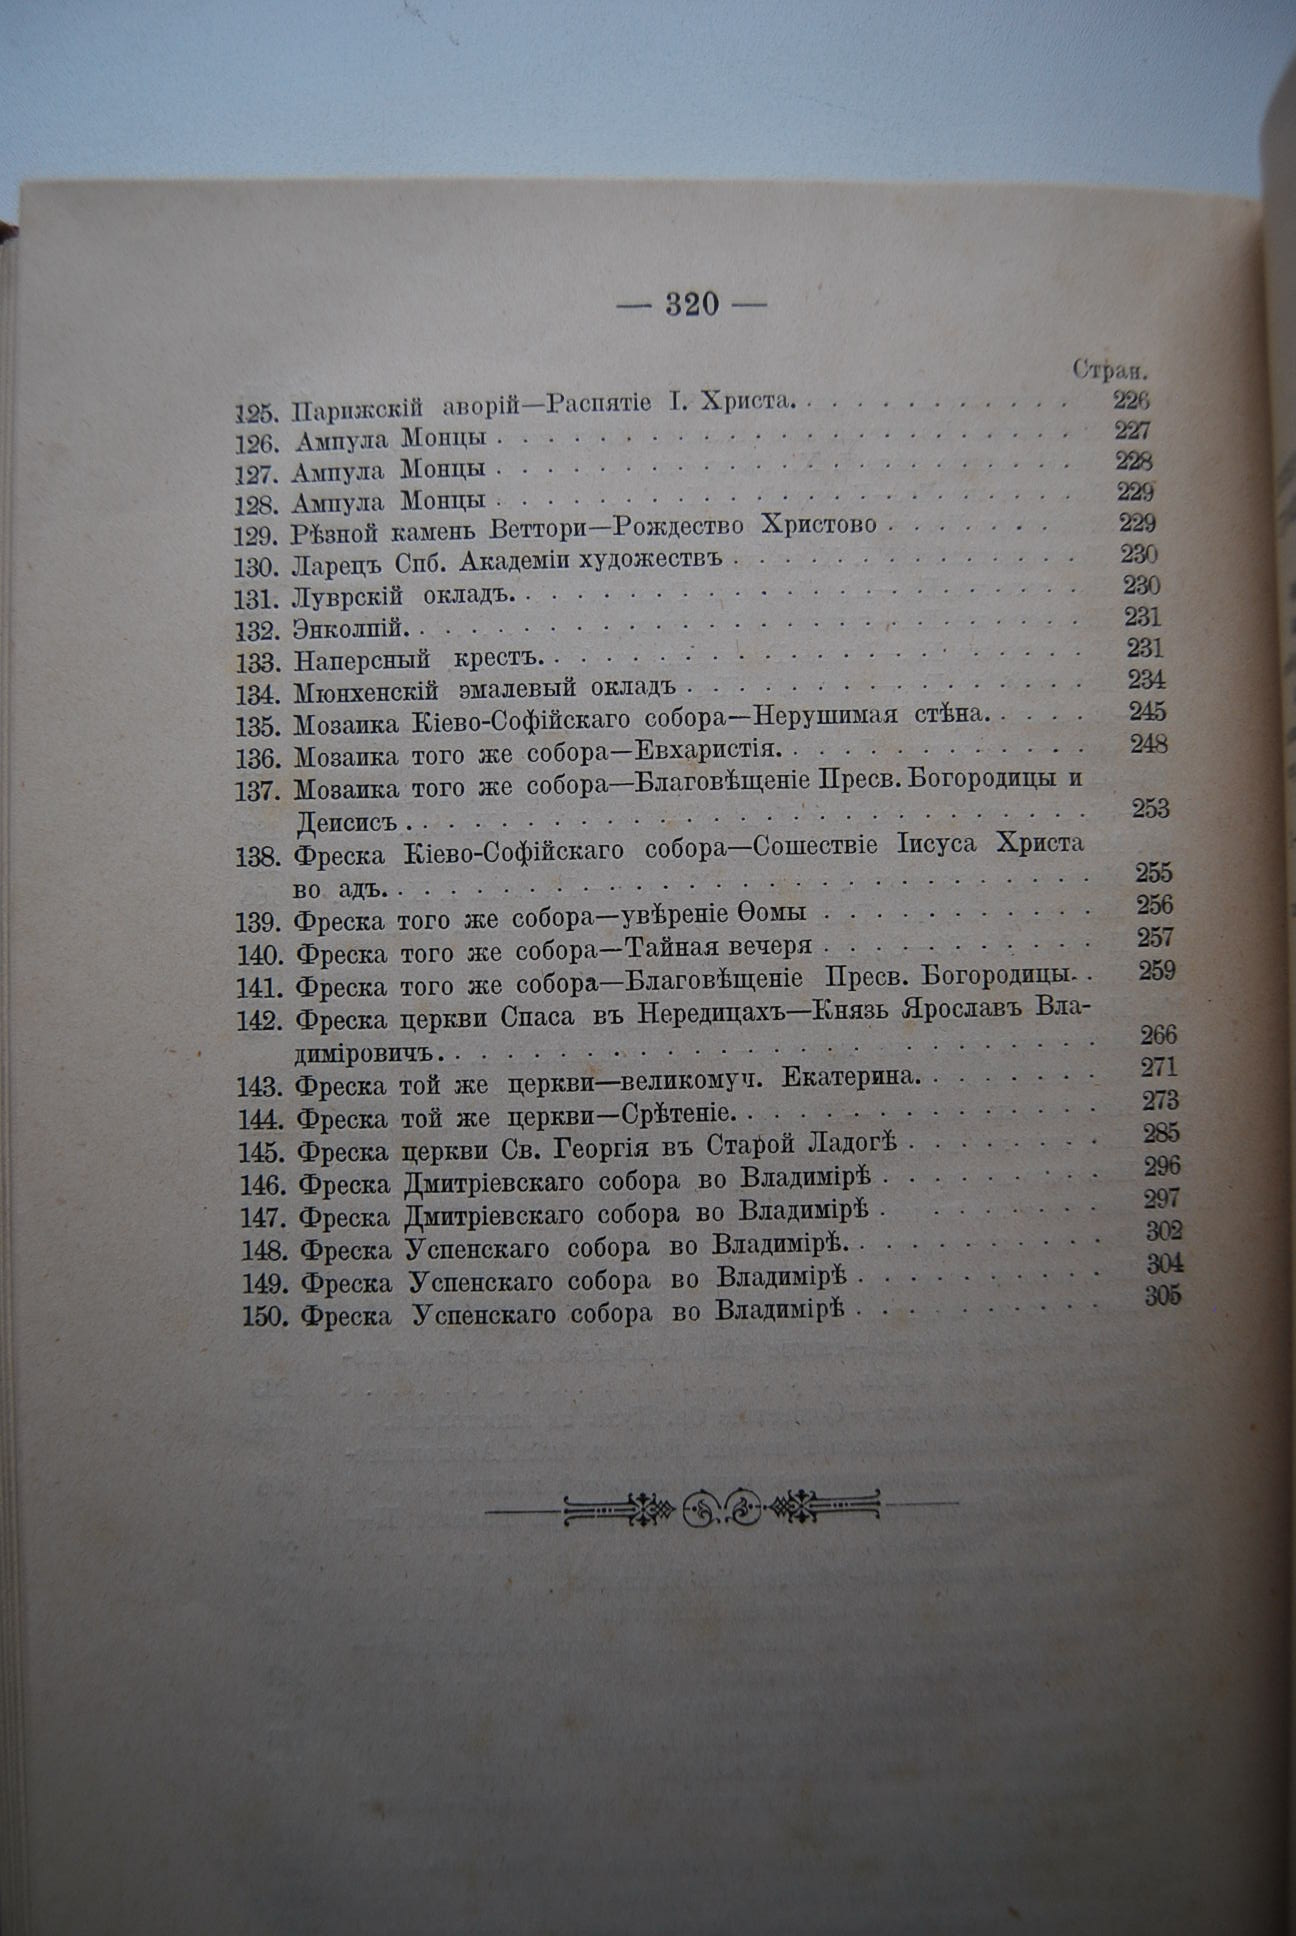 — 320 —
Стран.
125. Парижскій аворій—Распятіе І. Христа. . . . . . . . . . . . . 226
126. Ампула Монцы . . . . . . . . . . . . . . . . . . . . . . 227
127. Ампула Монцы . . . . . . . . . . . . . . . . . . . . . . 228
128. Ампула Монцы . . . . . . . . . . . . . . . . . . . . . . 229
129. Рѣзной камень Веттори—Рождество Христово . . . . . . . 229
130. Ларецъ Спб. Академіи художествъ . . . . . . . . . . . . . 230
131. Луврскій окладъ. . . . . . . . . . . . . . . . . . . . . . 230
132. Энколпій. . . . . . . . . . . . . . . . . . . . . . . . . . 231
133. Наперсный крестъ. . . . . . . . . . . . . . . . . . . . . 231
134. Мюнхенскій эмалевый окладъ . . . . . . . . . . . . . . . 234
135. Мозаика Кіево-Софійскаго собора—Нерушимая стѣна. . . . . 245
136. Мозаика того же собора—Евхаристія. . . . . . . . . . . . 248
137. Мозаика того же собора—Благовѣщеніе Пресв. Богородицы и
Деисисъ . . . . . . . . . . . . . . . . . . . . . . . . . . 253
138. Фреска Кіево-Софійскаго собора—Сошествіе Іисуса Христа
во адъ. . . . . . . . . . . . . . . . . . . . . . . . . . . 255
139. Фреска того же собора—увѣреніе Ѳомы . . . . . . . . . . . 256
140. Фреска того же собора—Тайная вечеря . . . . . . . . . . . 257
141. Фреска того же собора—Благовѣщеніе Пресв. Богородицы. . 259
142. Фреска церкви Спаса въ Нередицахъ—Князь Ярославъ Вла-
диміровичъ. . . . . . . . . . . . . . . . . . . . . . . . . 266
143. Фреска той же церкви—великомуч. Екатерина. . . . . . . . 271
144. Фреска той же церкви—Срѣтеніе. . . . . . . . . . . . . . 273
145. Фреска церкви Св. Георгія въ Старой Ладогѣ . . . . . . . . 285
146. Фреска Дмитріевскаго собора во Владимірѣ . . . . . . . . . 296
147. Фреска Дмитріевскаго собора во Владимірѣ . . . . . . . . 297
148. Фреска Успенскаго собора во Владимірѣ. . . . . . . . . . . 302
149. Фреска Успенскаго собора во Владимірѣ . . . . . . . . . . 304
150. Фреска Успенскаго собора во Владимірѣ . . . . . . . . . . 305